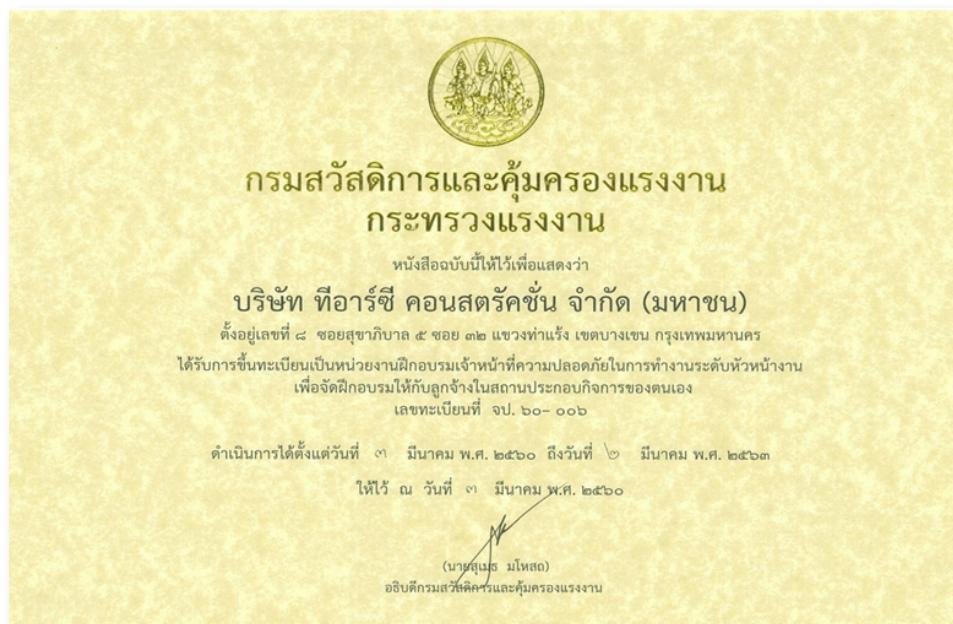 กรมสวัสดิการและคุ้มครองแรงงาน
กระทรวงแรงงาน
หนังสือฉบับนี้ให้ไว้เพื่อแสดงว่า
บริษัท ทีอาร์ซี คอนสตรัคชั่น จำกัด (มหาชน)
ตั้งอยู่เลขที่ ๘ ซอยสุขาภิบาล ๕ ซอย ๓๒ แขวงท่าแร้ง เขตบางเขน กรุงเทพมหานคร
ได้รับการขึ้นทะเบียนเป็นหน่วยงานฝึกอบรมเจ้าหน้าที่ความปลอดภัยในการทำงานระดับหัวหน้างาน
เพื่อจัดฝึกอบรมให้กับลูกจ้างในสถานประกอบกิจการของตนเอง
เลขทะเบียนที่ จป. ๖๐- ๐๐๖
ดำเนินการได้ตั้งแต่วันที่ ๓ มีนาคม พ.ศ. ๒๕๖๐ ถึงวันที่ ๒ มีนาคม พ.ศ. ๒๕๖๓
ให้ไว้ ณ วันที่ ๓ มีนาคม พ.ศ. ๒๕๖๐
(นายสุเมธ มโหสถ)
อธิบดีกรมสวัสดิการและคุ้มครองแรงงาน